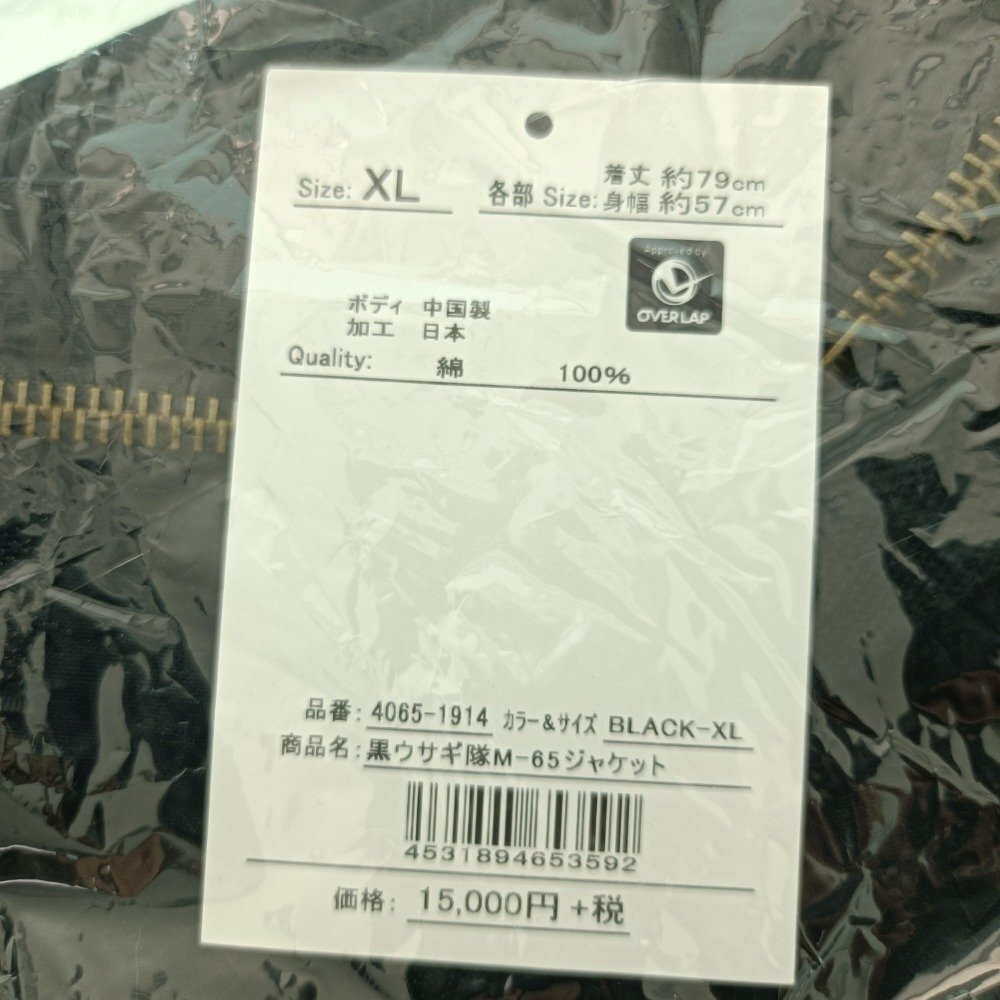 Size: XL
各部 Size: 着丈 約79cm
身幅 約57cm
Approved by
OVERLAP
ボディ 中国製
加工 日本
Quality: 綿 100%
品番: 4065-1914 カラー&サイズ BLACK-XL
商品名: 黒ウサギ隊M-65ジャケット
4531894653592
価格: 15,000円+税